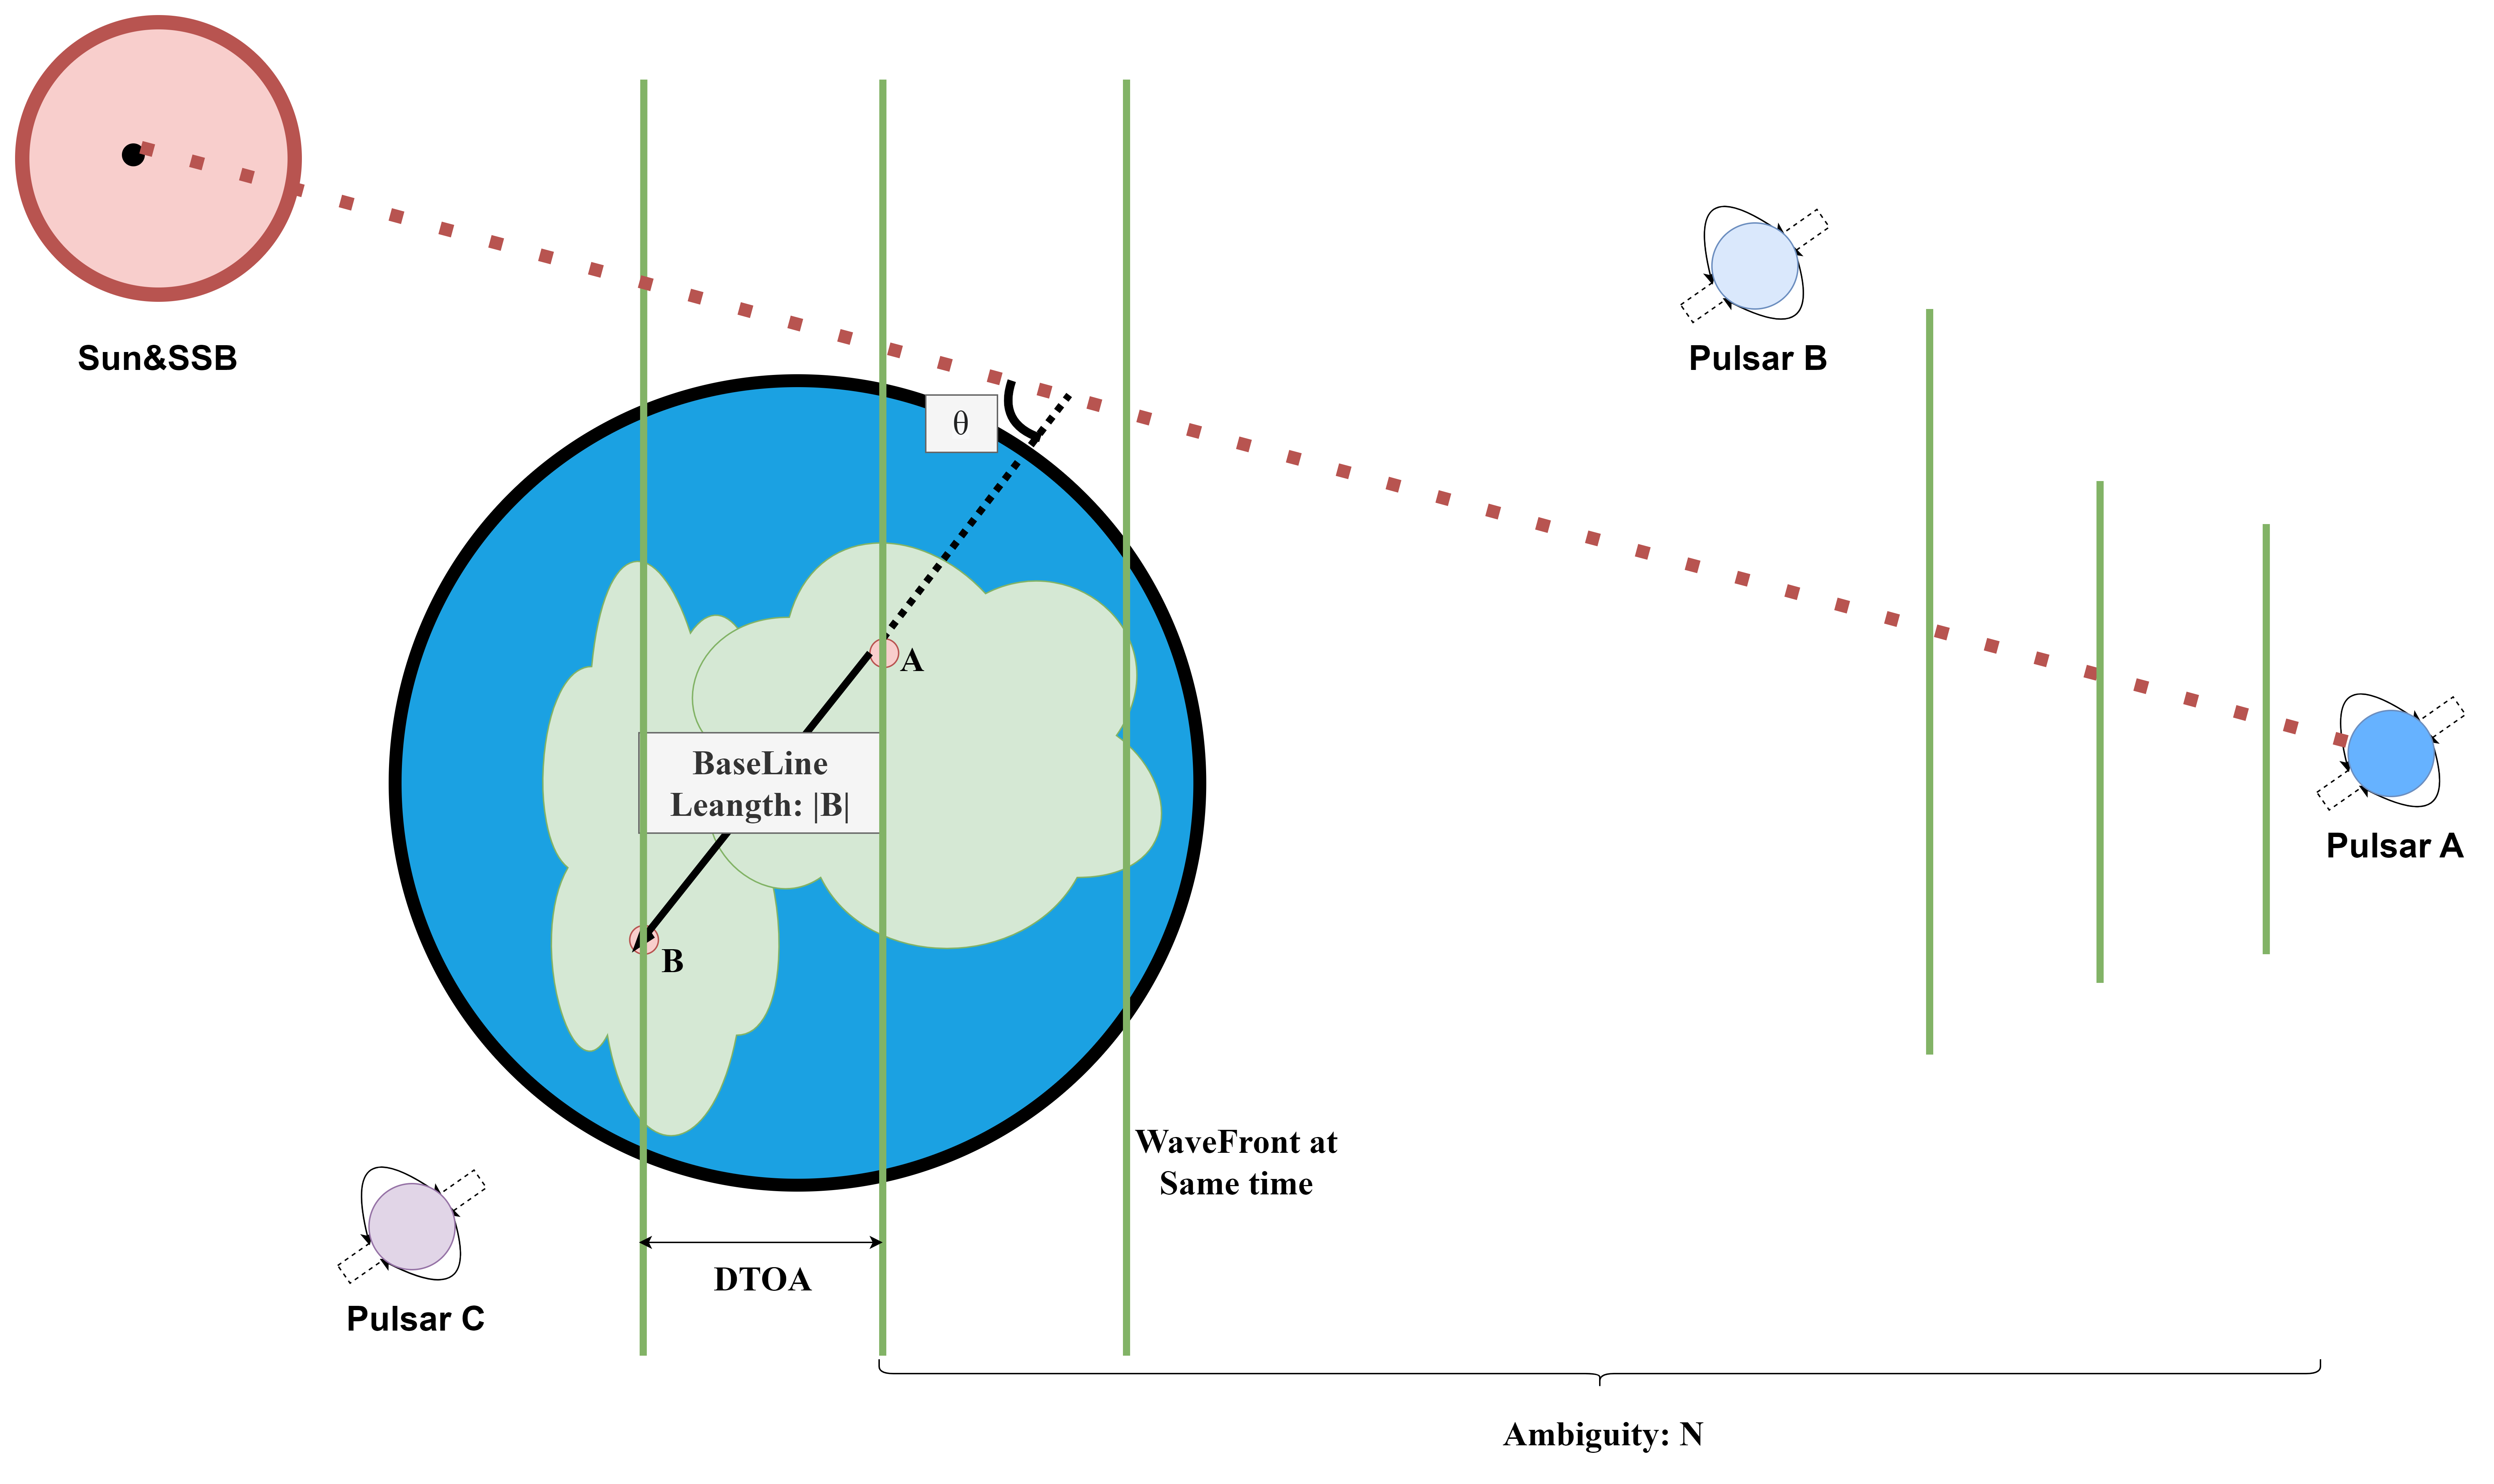 Sun&SSB
Pulsar B
θ
A
BaseLine
Leangth: |B|
Pulsar A
B
WaveFront at
Same time
DTOA
Pulsar C
Ambiguity: N